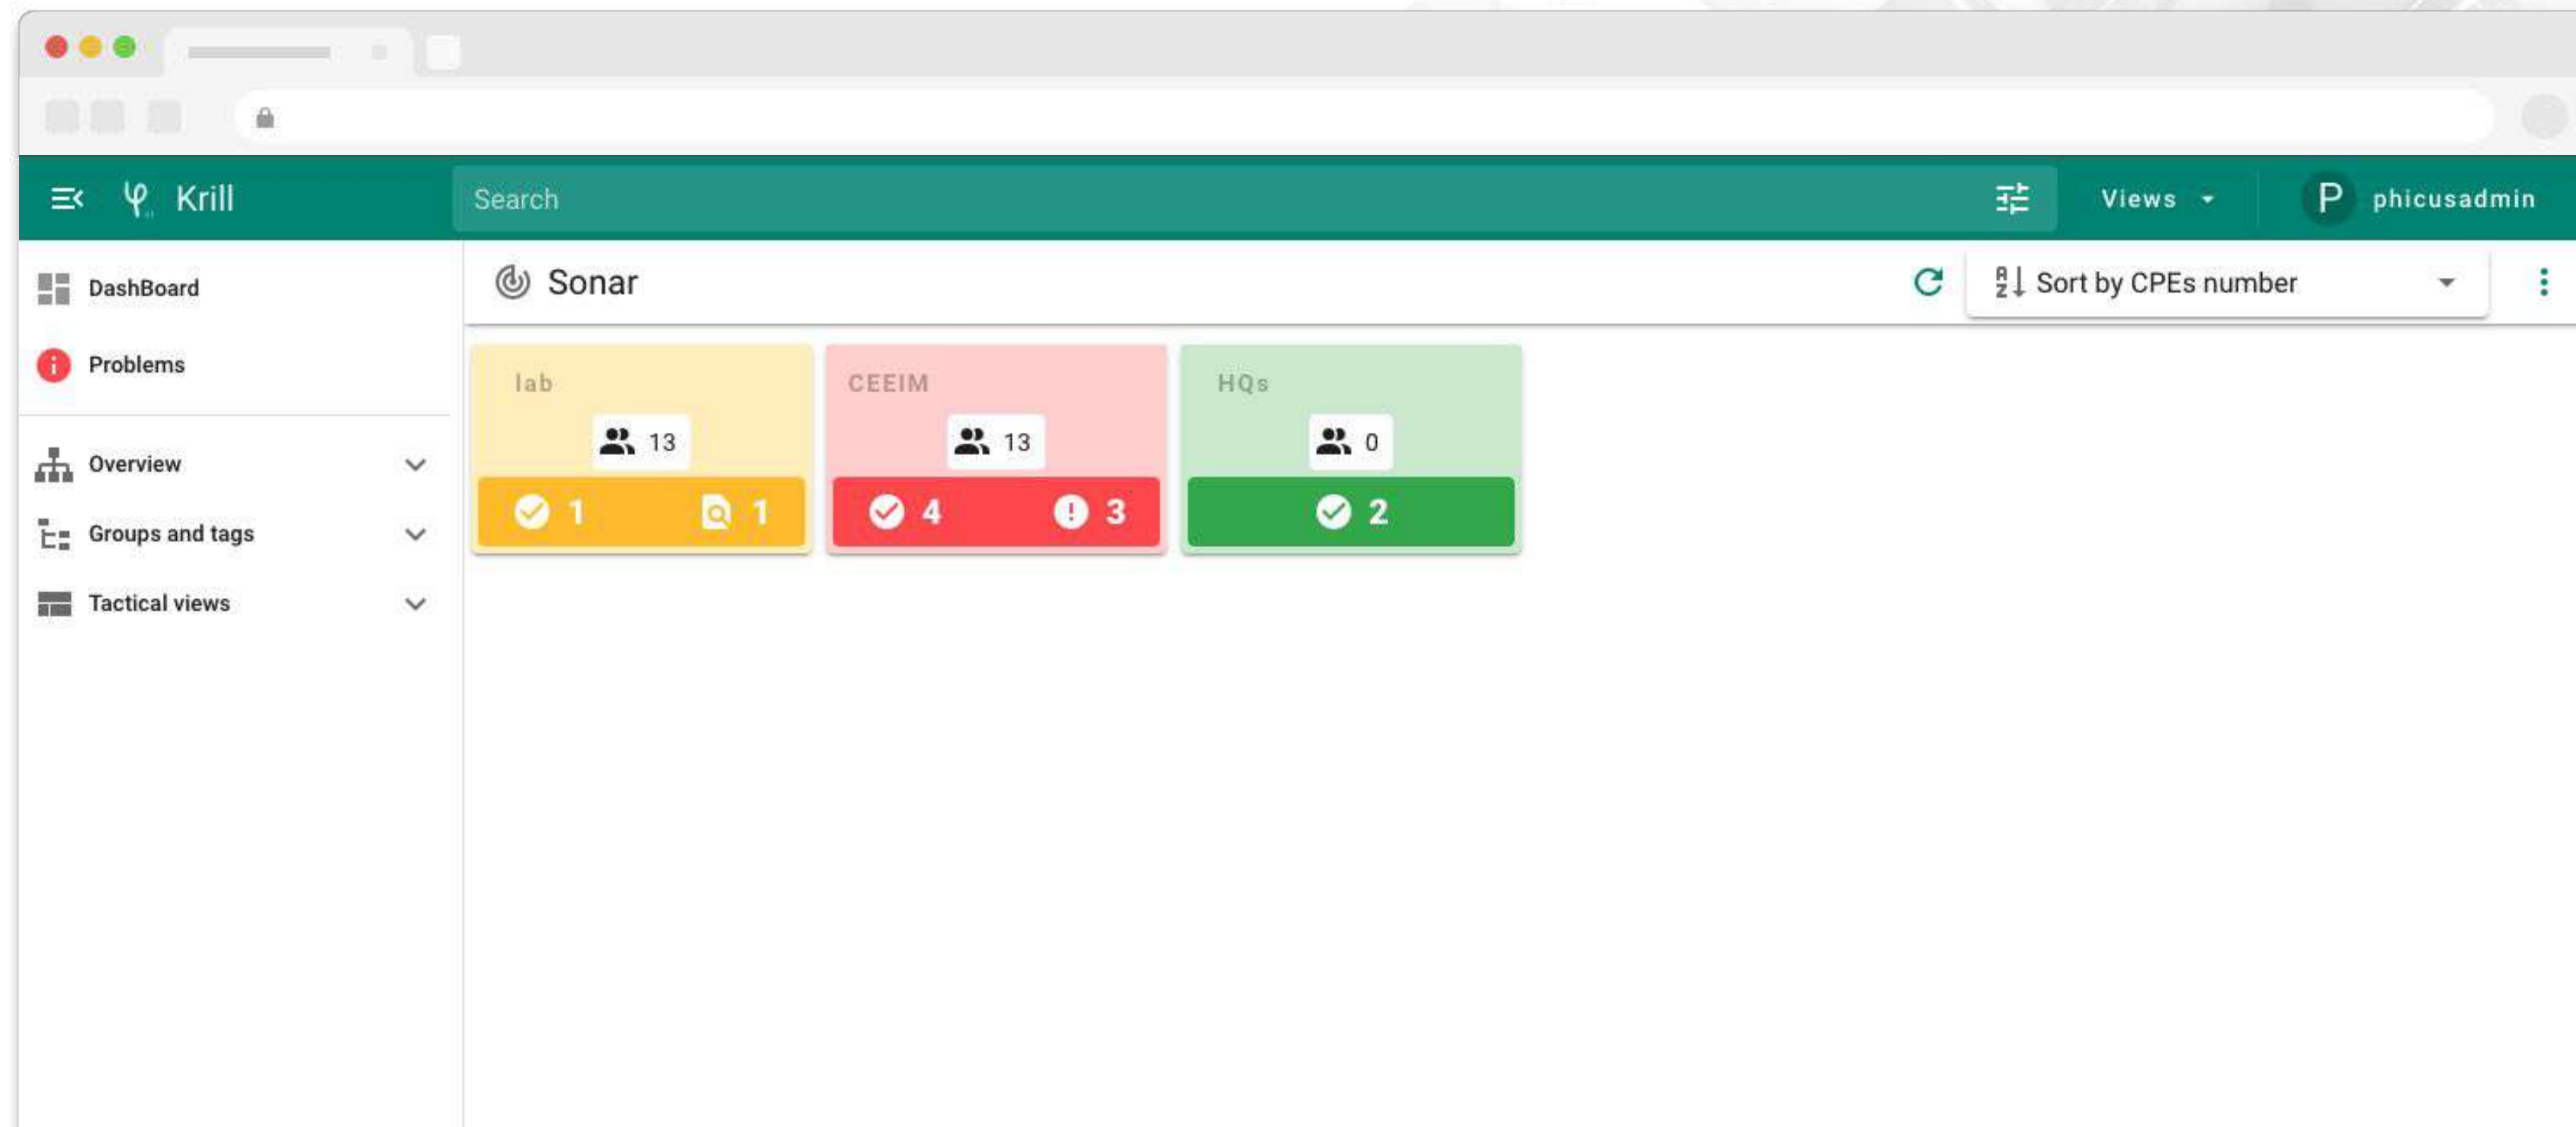 Krill
Search
Views
P phicusadmin
DashBoard
Problems
Overview
Groups and tags
Tactical views
Sonar
Sort by CPEs number
lab
13
1 1
CEEIM
13
4 3
HQs
0
2